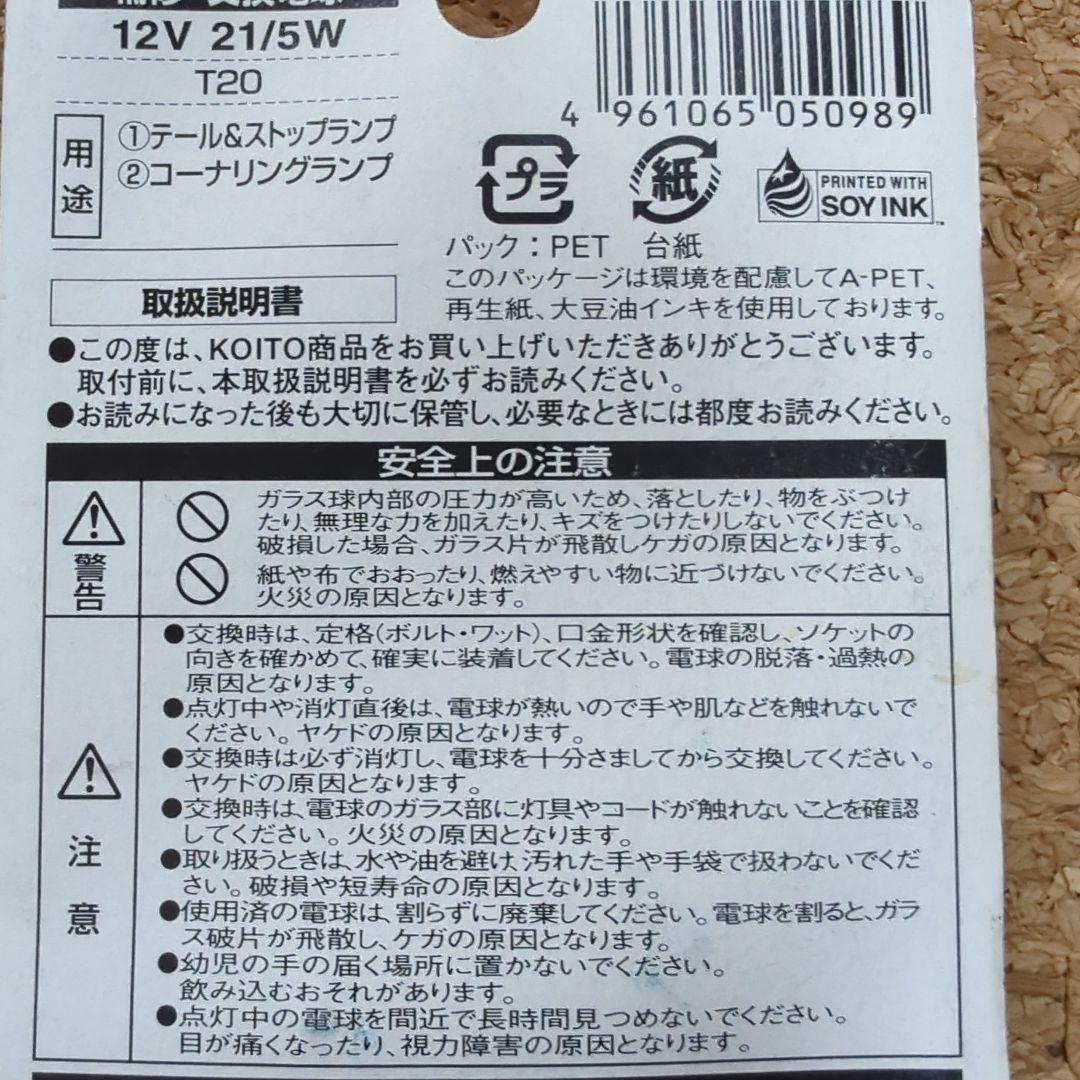 12V 21/5W
T20
用途
①テール&ストップランプ
②コーナリングランプ
4 961065 050989
プラ
紙
PRINTED WITH
SOY INK
パック:PET 台紙
このパッケージは環境を配慮してA-PET、
再生紙、大豆油インキを使用しております。
取扱説明書
●この度は、KOITO商品をお買い上げいただきありがとうございます。
取付前に、本取扱説明書を必ずお読みください。
●お読みになった後も大切に保管し、必要なときには都度お読みください。
安全上の注意
警告
ガラス球内部の圧力が高いため、落としたり、物をぶつけ
たり、無理な力を加えたり、キズをつけたりしないでください。
破損した場合、ガラス片が飛散しケガの原因となります。
紙や布でおおったり、燃えやすい物に近づけないでください。
火災の原因となります。
注意
●交換時は、定格(ボルト・ワット)、口金形状を確認し、ソケットの
向きを確かめて、確実に装着してください。電球の脱落・過熱の
原因となります。
●点灯中や消灯直後は、電球が熱いので手や肌などを触れないで
ください。ヤケドの原因となります。
●交換時は必ず消灯し、電球を十分さましてから交換してください。
ヤケドの原因となります。
●交換時は、電球のガラス部に灯具やコードが触れないことを確認
してください。火災の原因となります。
●取り扱うときは、水や油を避け、汚れた手や手袋で扱わないでくだ
さい。破損や短寿命の原因となります。
●使用済の電球は、割らずに廃棄してください。電球を割ると、ガラ
ス破片が飛散し、ケガの原因となります。
●幼児の手の届く場所に置かないでください。
飲み込むおそれがあります。
●点灯中の電球を間近で長時間見つめないでください。
目が痛くなったり、視力障害の原因となります。